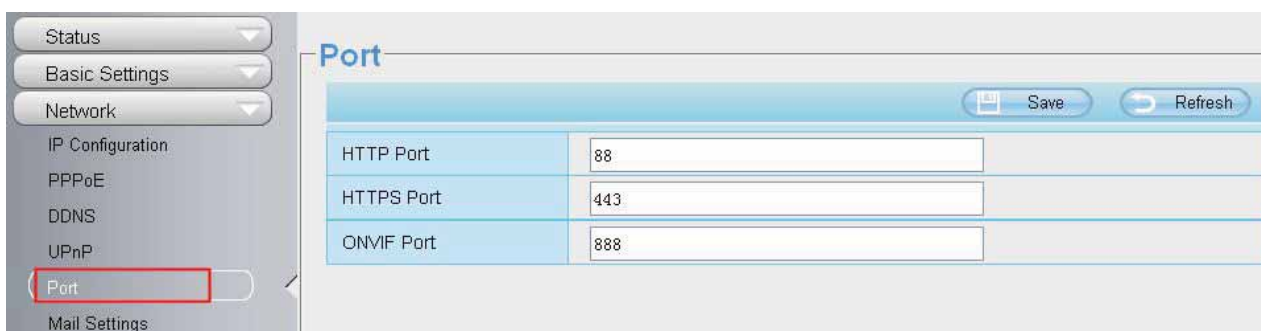 Status
Basic Settings
Network
IP Configuration
PPPoE
DDNS
UPnP
Port
Mail Settings
Port
Save Refresh
HTTP Port 88
HTTPS Port 443
ONVIF Port 888